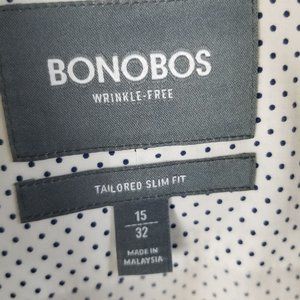 BONOBOS
WRINKLE-FREE
TAILORED SLIM FIT
15
32
MADE IN
MALAYSIA